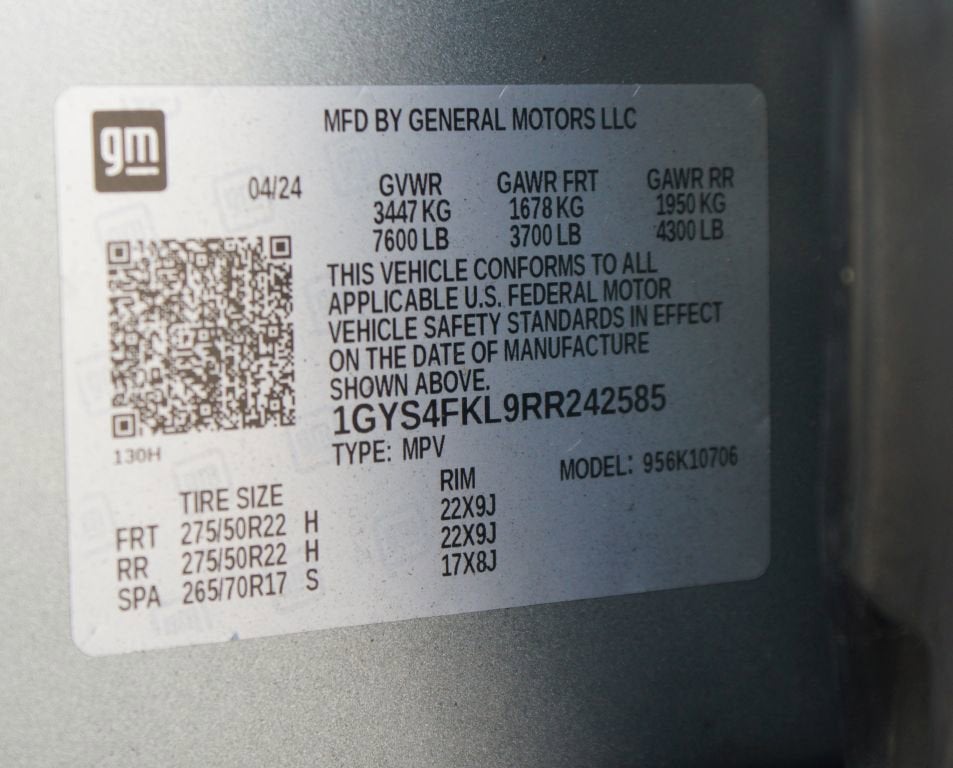 gm
MFD BY GENERAL MOTORS LLC
04/24 GVWR GAWR FRT GAWR RR
3447 KG 1678 KG 1950 KG
7600 LB 3700 LB 4300 LB
THIS VEHICLE CONFORMS TO ALL
APPLICABLE U.S. FEDERAL MOTOR
VEHICLE SAFETY STANDARDS IN EFFECT
ON THE DATE OF MANUFACTURE
SHOWN ABOVE.
1GYS4FKL9RR242585
130H
TYPE: MPV MODEL: 956K10706
TIRE SIZE RIM
FRT 275/50R22 H 22X9J
RR 275/50R22 H 22X9J
SPA 265/70R17 S 17X8J